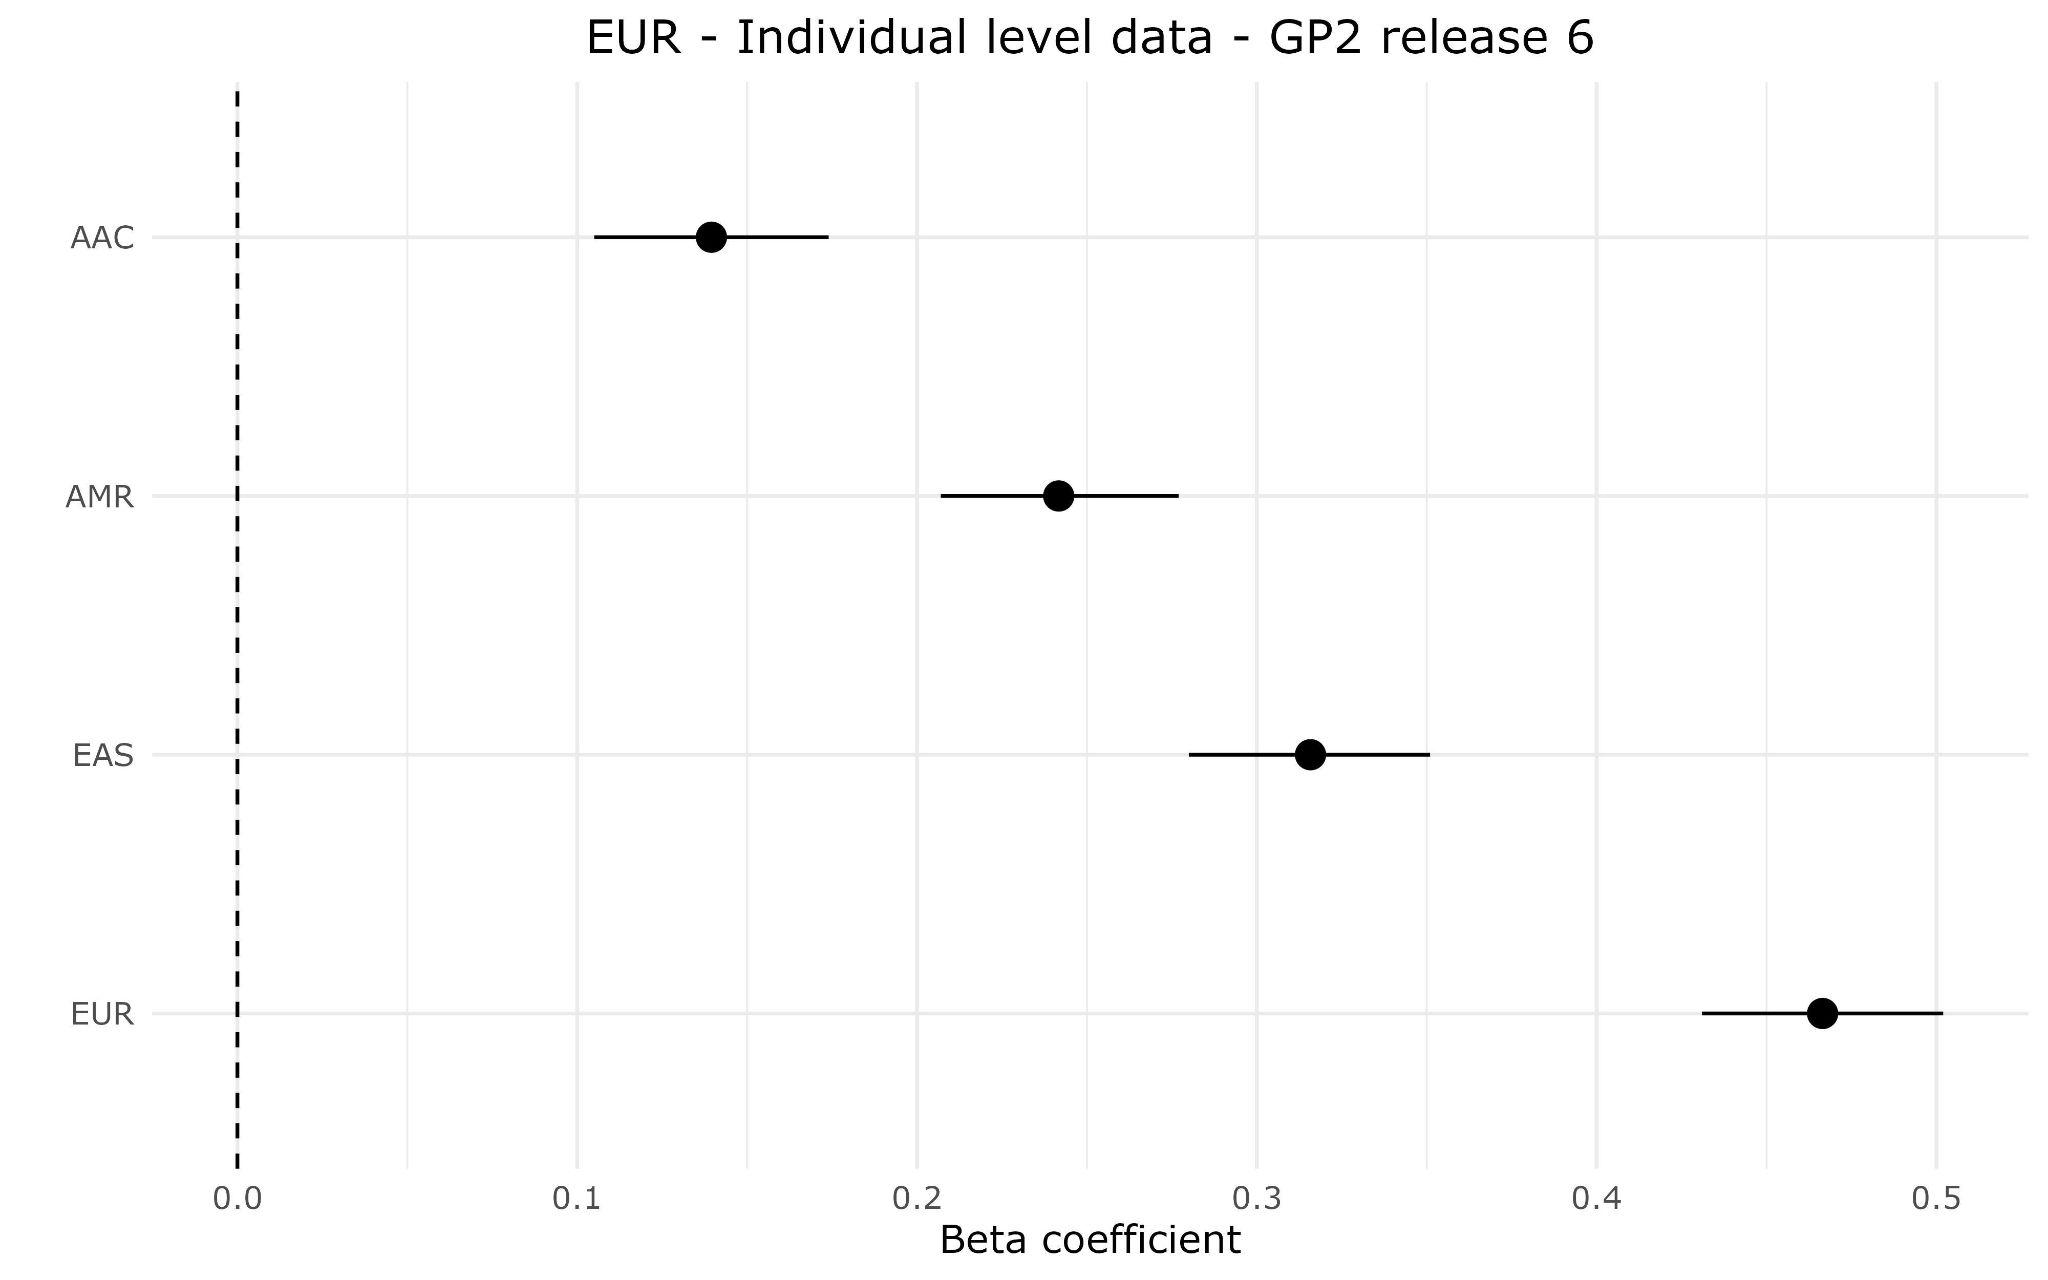 EUR - Individual level data - GP2 release 6
AAC
AMR
EAS
EUR
0.0 0.1 0.2 0.3 0.4 0.5
Beta coefficient